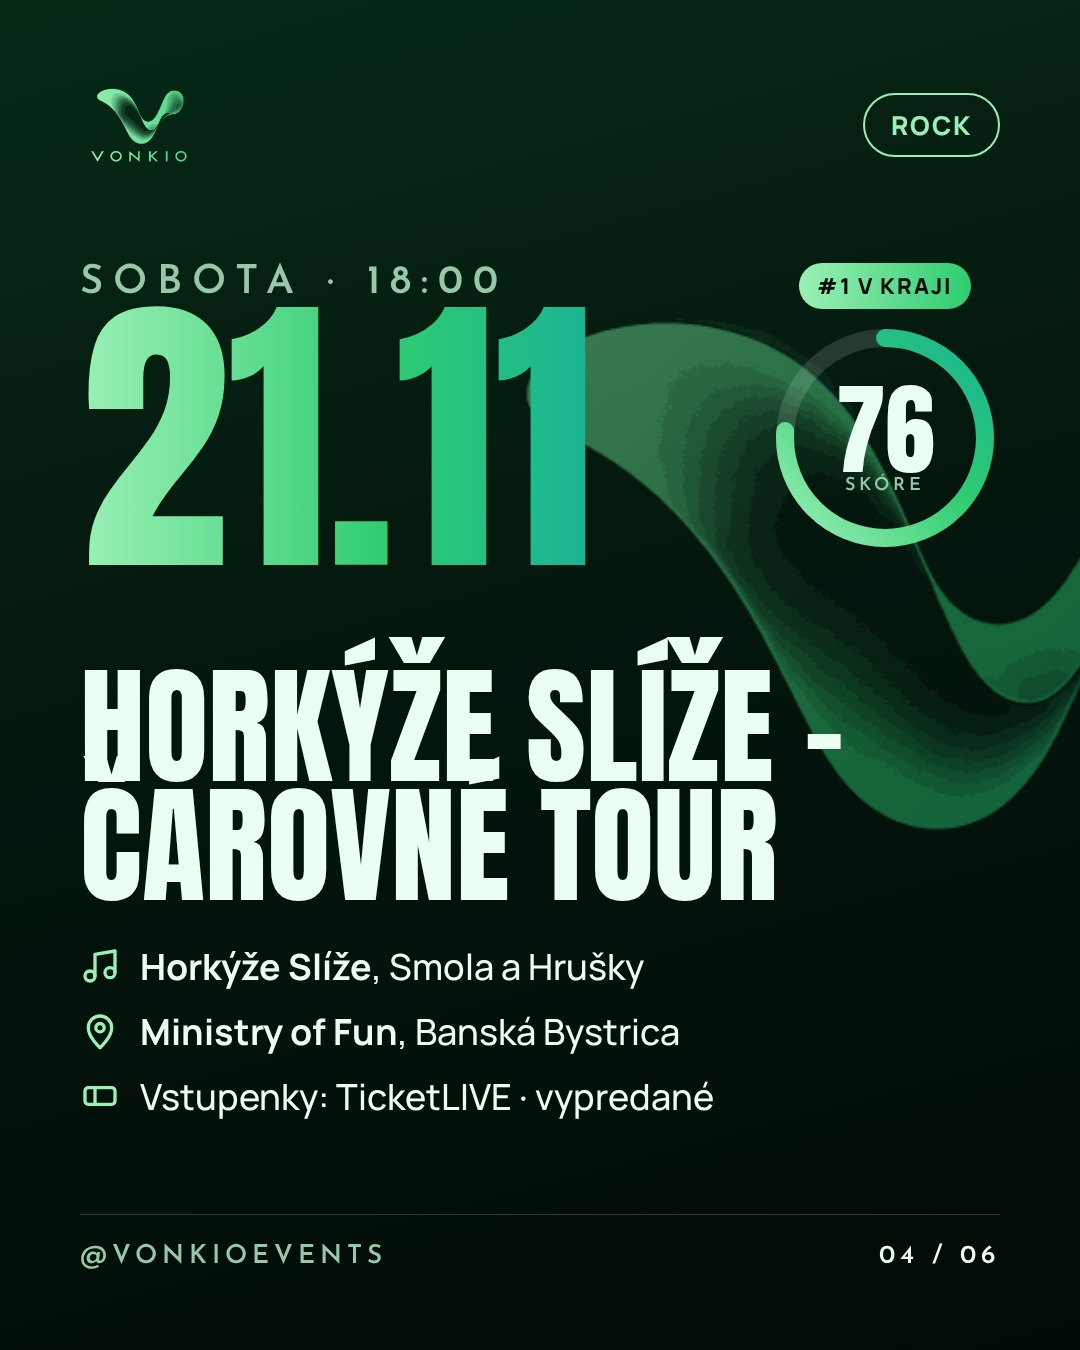 VONKIO
ROCK
SOBOTA · 18:00
#1 V KRAJI
21.11
76
SKÓRE
HORKÝŽE SLÍŽE -
ČAROVNÉ TOUR
Horkýže Slíže, Smola a Hrušky
Ministry of Fun, Banská Bystrica
Vstupenky: TicketLIVE · vypredané
@VONKIOEVENTS
04 / 06